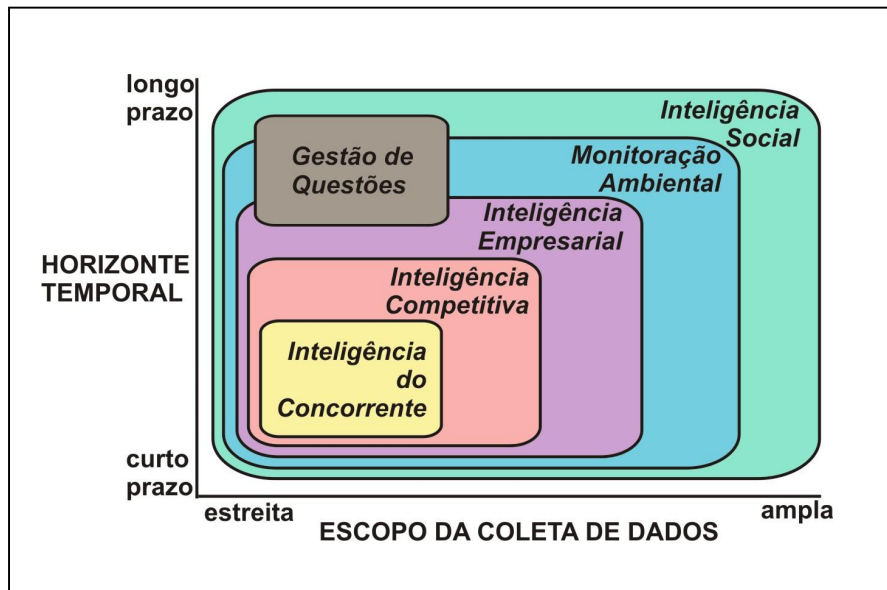 longo
prazo
Inteligência
Social
Gestão de
Questões
Monitoração
Ambiental
Inteligência
Empresarial
HORIZONTE
TEMPORAL
Inteligência
Competitiva
Inteligência
do
Concorrente
curto
prazo
estreita
ampla
ESCOPO DA COLETA DE DADOS